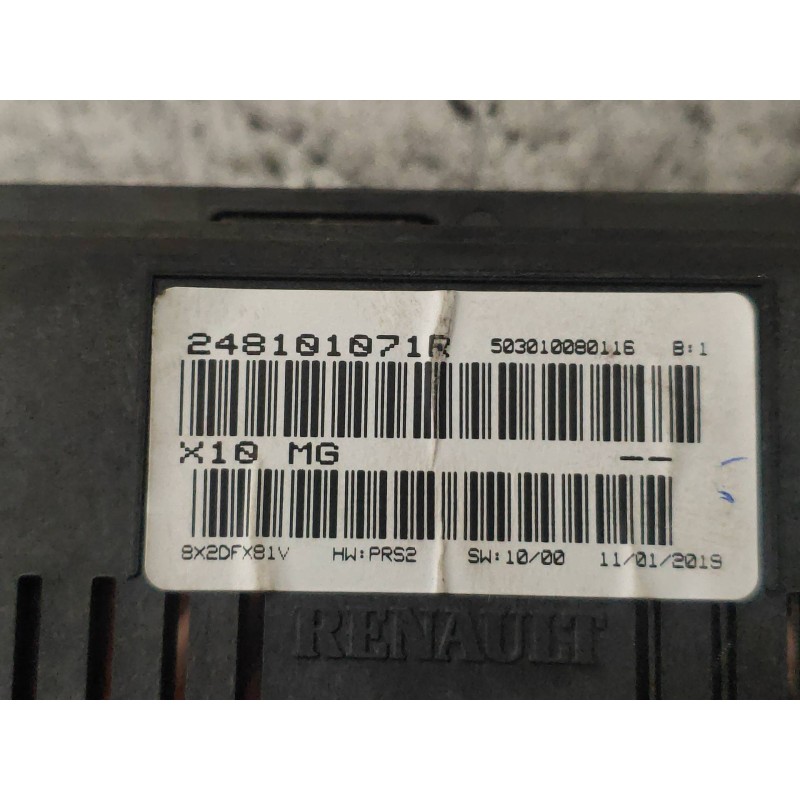 248101071R 503010080116 B:1
X10 MG --
8X2DFX81V HW:PRS2 SW:10/00 11/01/2019
RENAULT